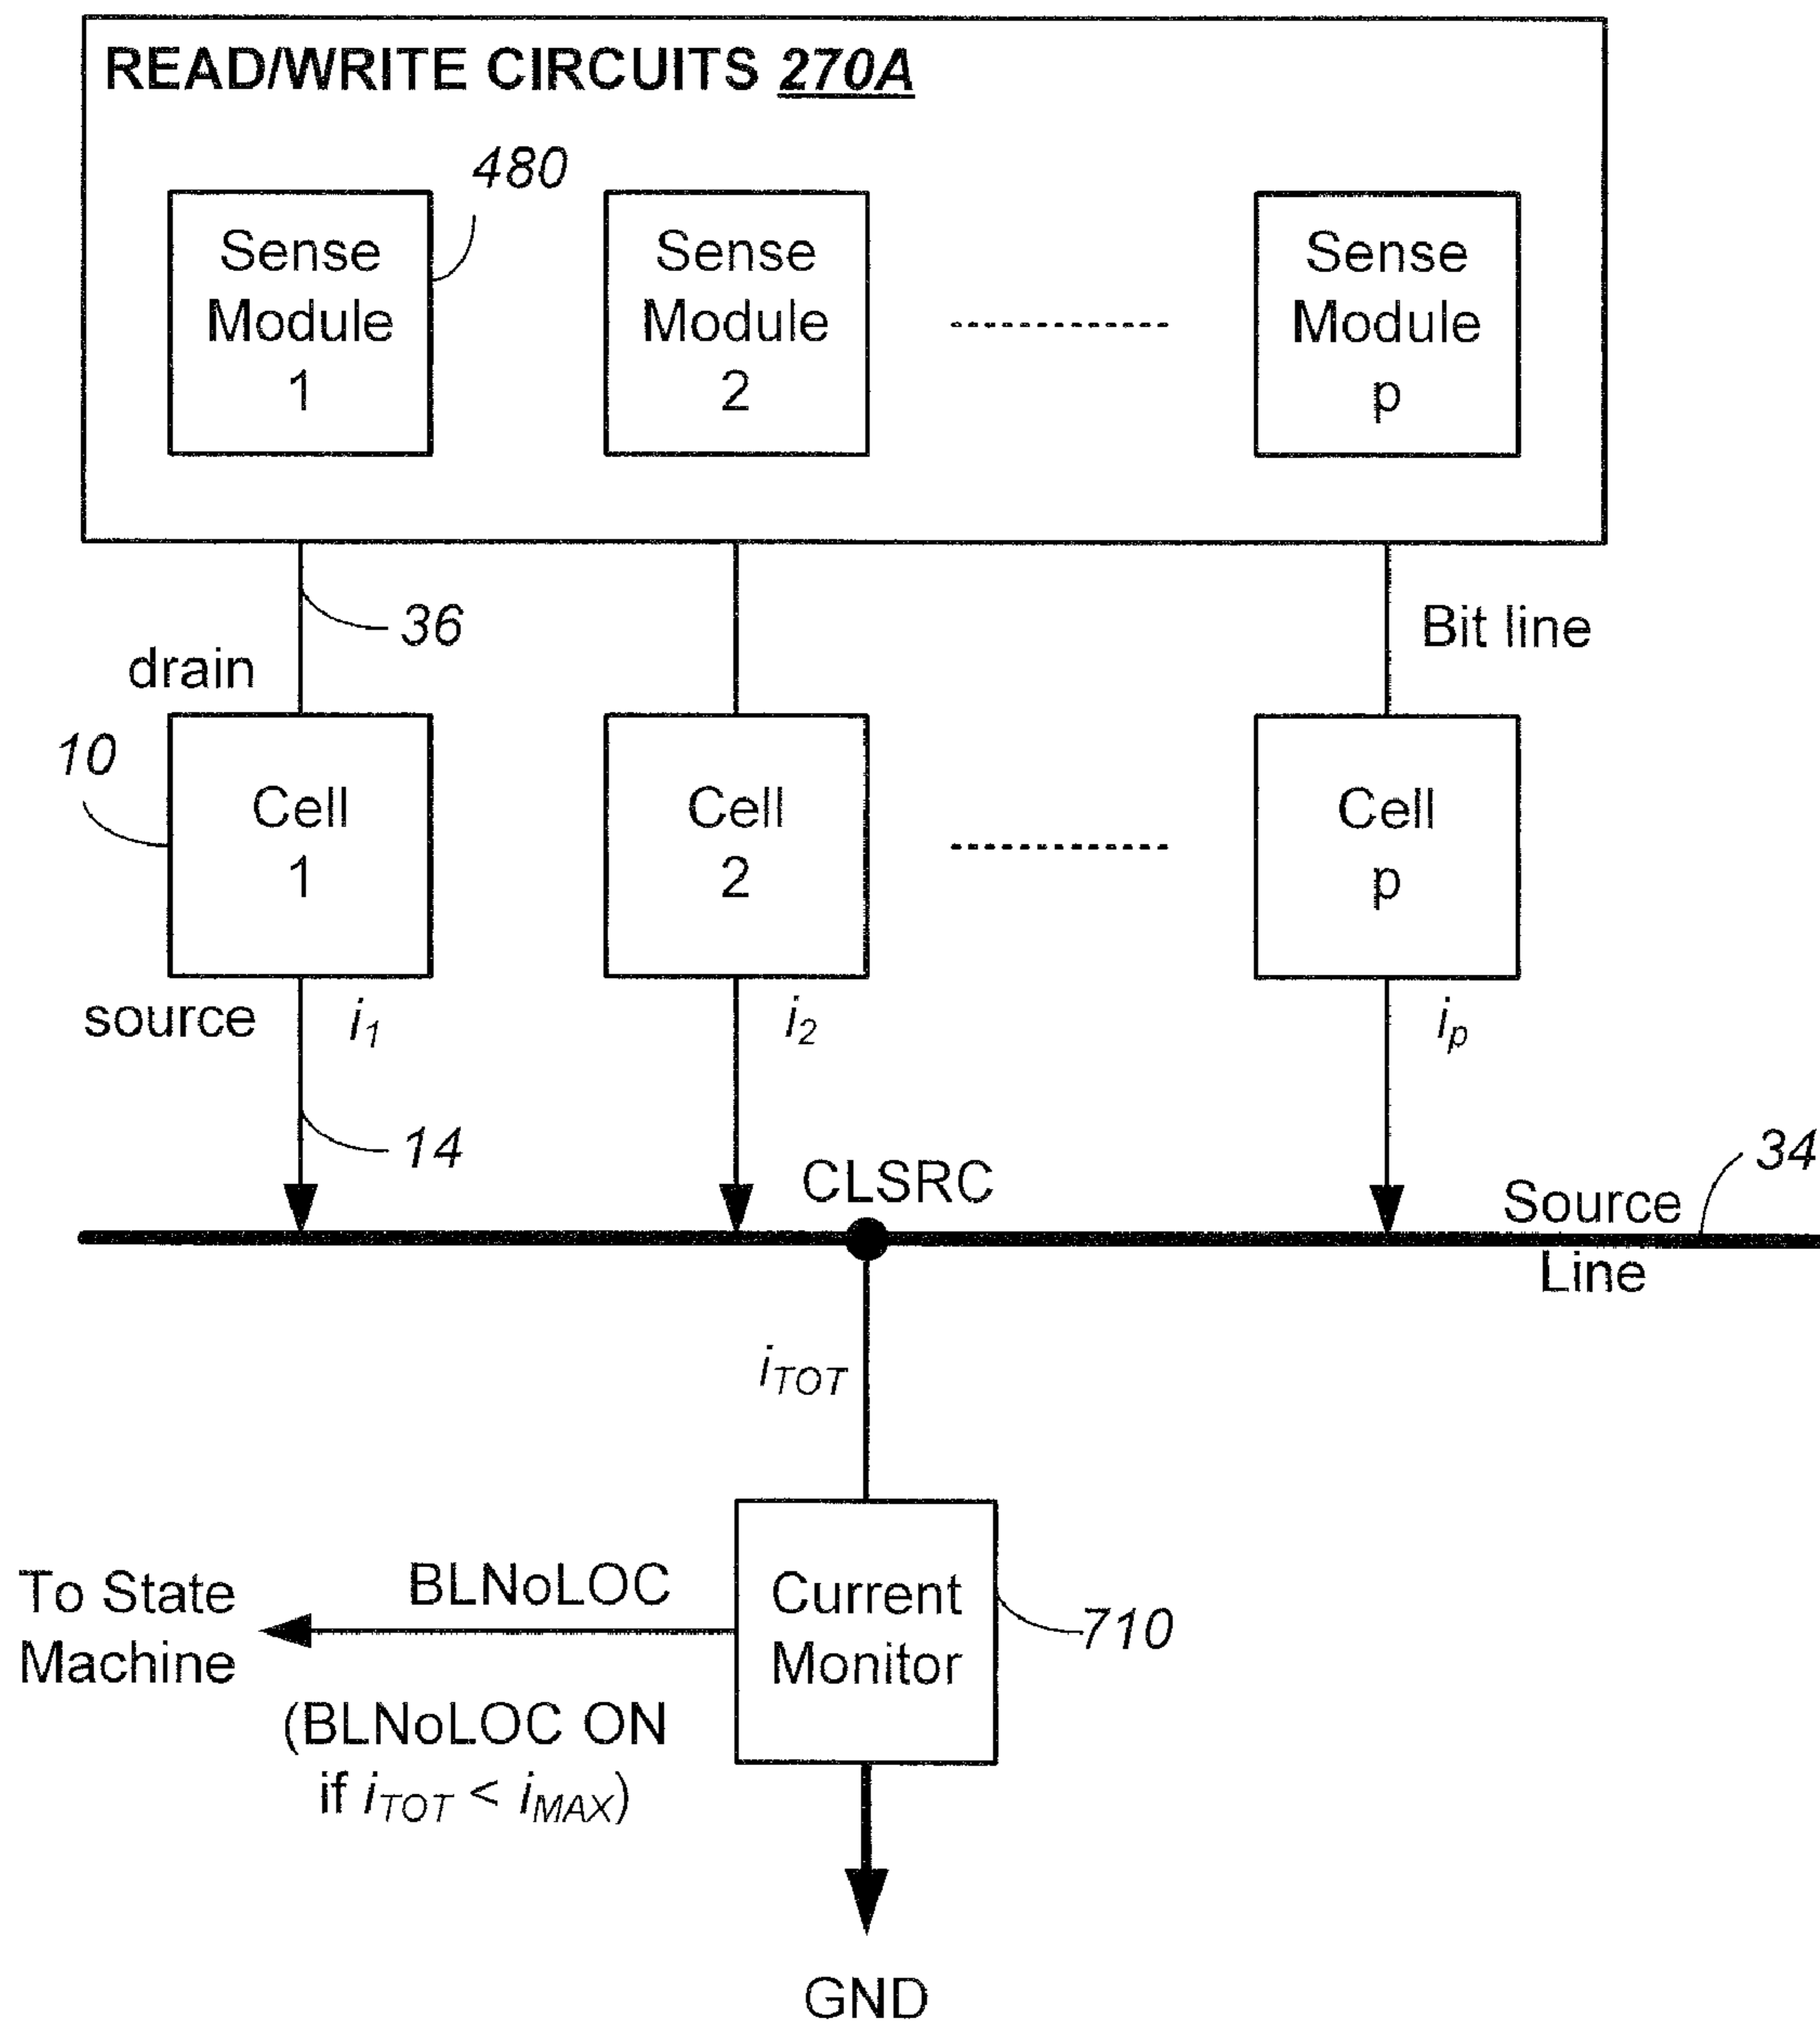 READ/WRITE CIRCUITS 270A
480
Sense
Module
1
Sense
Module
2
Sense
Module
p
36
drain
Bit line
10
Cell
1
Cell
2
Cell
p
source
i1
i2
ip
14
CLSRC
Source
Line
34
iTOT
To State
Machine
BLNoLOC
(BLNoLOC ON
if iTOT < iMAX)
Current
Monitor
710
GND